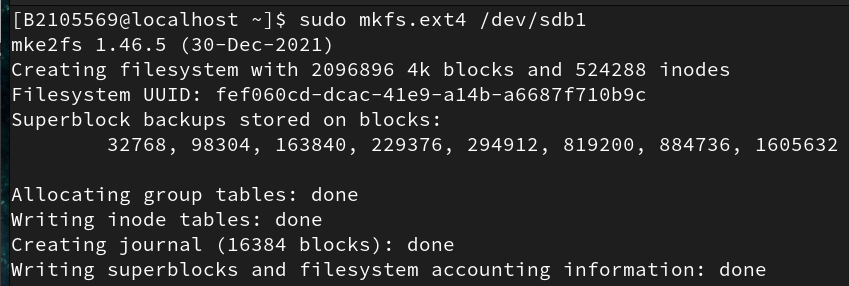 [B2105569@localhost ~]$ sudo mkfs.ext4 /dev/sdb1
mke2fs 1.46.5 (30-Dec-2021)
Creating filesystem with 2096896 4k blocks and 524288 inodes
Filesystem UUID: fef060cd-dcac-41e9-a14b-a6687f710b9c
Superblock backups stored on blocks:
        32768, 98304, 163840, 229376, 294912, 819200, 884736, 1605632

Allocating group tables: done
Writing inode tables: done
Creating journal (16384 blocks): done
Writing superblocks and filesystem accounting information: done